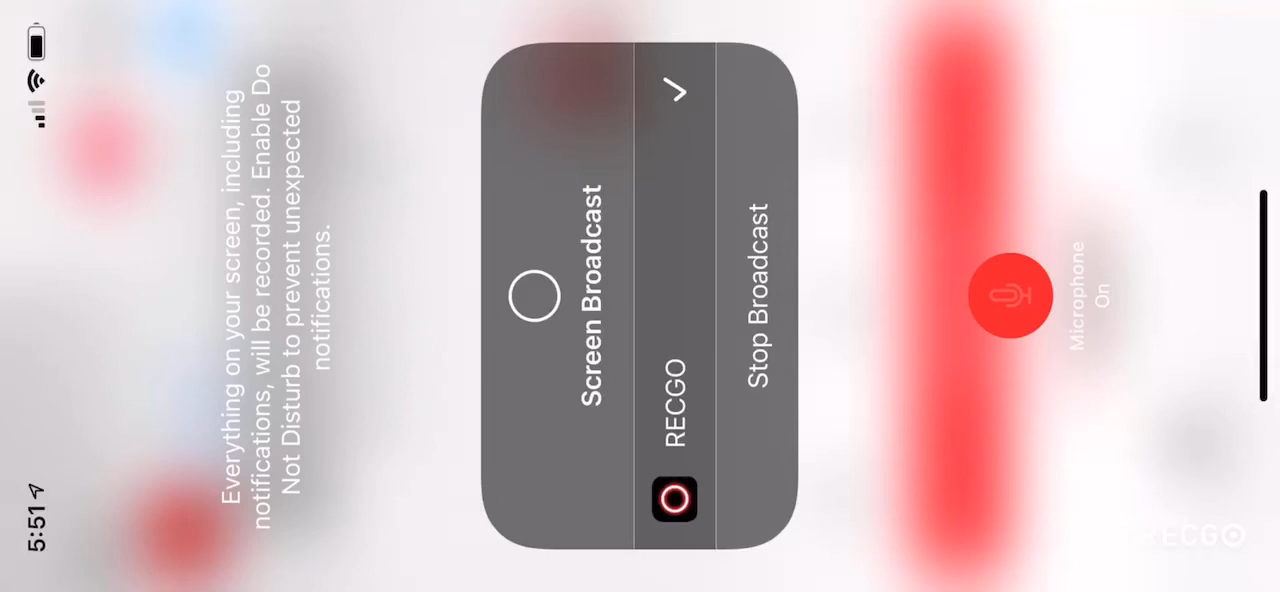 5:51
Everything on your screen, including
notifications, will be recorded. Enable Do
Not Disturb to prevent unexpected
notifications.
Screen Broadcast
RECGO
Stop Broadcast
Microphone
On
RECGO